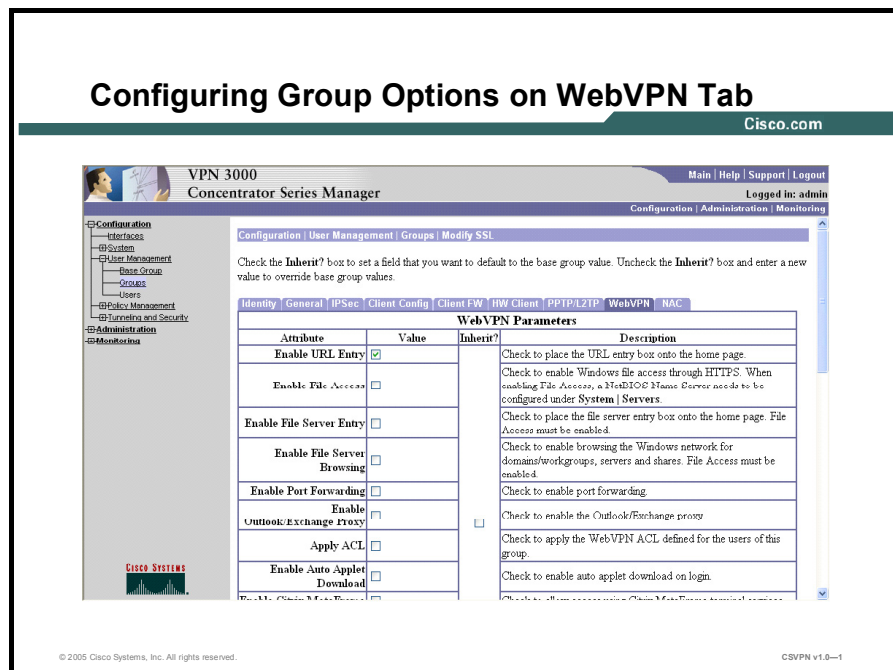 Configuring Group Options on WebVPN Tab
Cisco.com
VPN 3000
Concentrator Series Manager
Main | Help | Support | Logout
Logged in: admin
Configuration | Administration | Monitoring
Configuration
Interfaces
System
User Management
Base Group
Groups
Users
Policy Management
Tunneling and Security
Administration
Monitoring
Configuration | User Management | Groups | Modify SSL
Check the Inherit? box to set a field that you want to default to the base group value. Uncheck the Inherit? box and enter a new
value to override base group values.
Identity | General | IPSec | Client Config | Client FW | HW Client | PPTP/L2TP | WebVPN | NAC
WebVPN Parameters
Attribute Value Inherit? Description
Enable URL Entry Check to place the URL entry box onto the home page.
Enable File Access Check to enable Windows file access through HTTPS. When
enabling File Access, a NetBIOS Name Server needs to be
configured under System | Servers.
Enable File Server Entry Check to place the file server entry box onto the home page. File
Access must be enabled.
Enable File Server
Browsing
Check to enable browsing the Windows network for
domains/workgroups, servers and shares. File Access must be
enabled.
Enable Port Forwarding Check to enable port forwarding.
Enable
Outlook/Exchange Proxy
Check to enable the Outlook/Exchange proxy
Apply ACL Check to apply the WebVPN ACL defined for the users of this
group.
Enable Auto Applet
Download
Check to enable auto applet download on login.
Enable Citrix MetaFrame Check to allow access using Citrix MetaFrame terminal services
CISCO SYSTEMS
© 2005 Cisco Systems, Inc. All rights reserved.
CSVPN v1.0—1